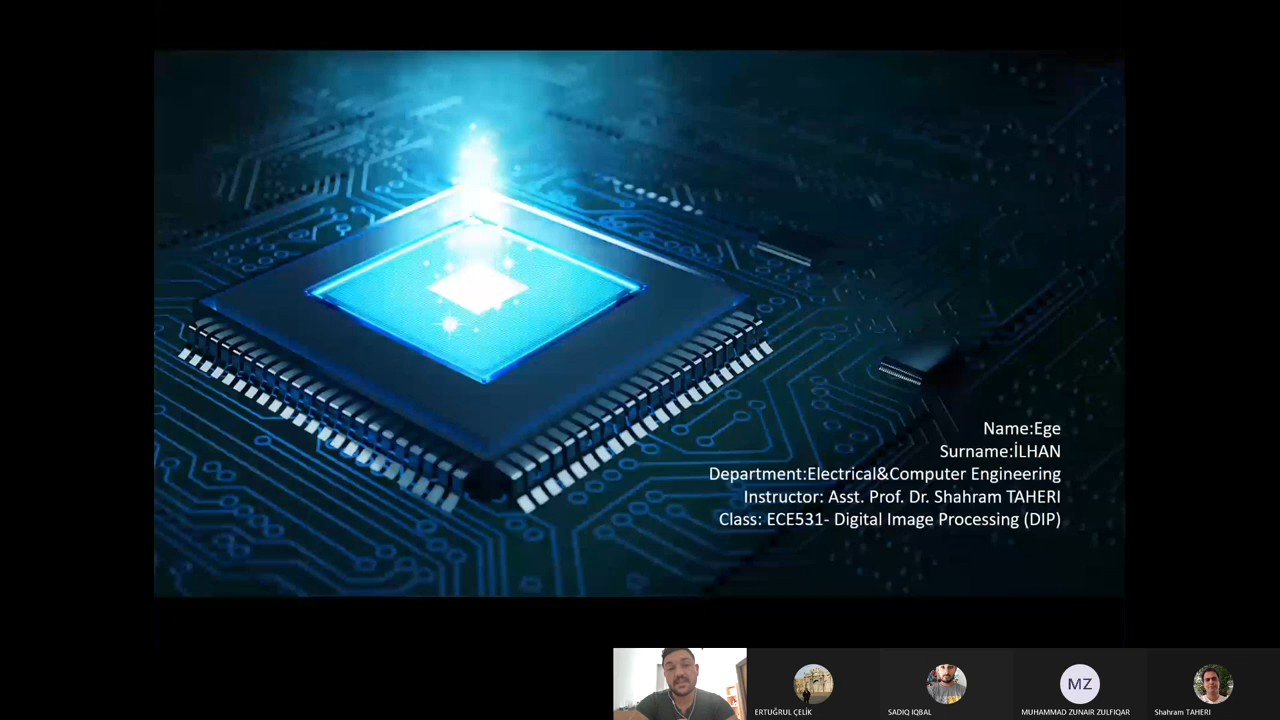 Name:Ege
Surname:İLHAN
Department:Electrical&Computer Engineering
Instructor: Asst. Prof. Dr. Shahram TAHERI
Class: ECE531- Digital Image Processing (DIP)
MZ
ERTUĞRUL ÇELİK
SADIQ IQBAL
MUHAMMAD ZUNAIR ZULFIQAR
Shahram TAHERI